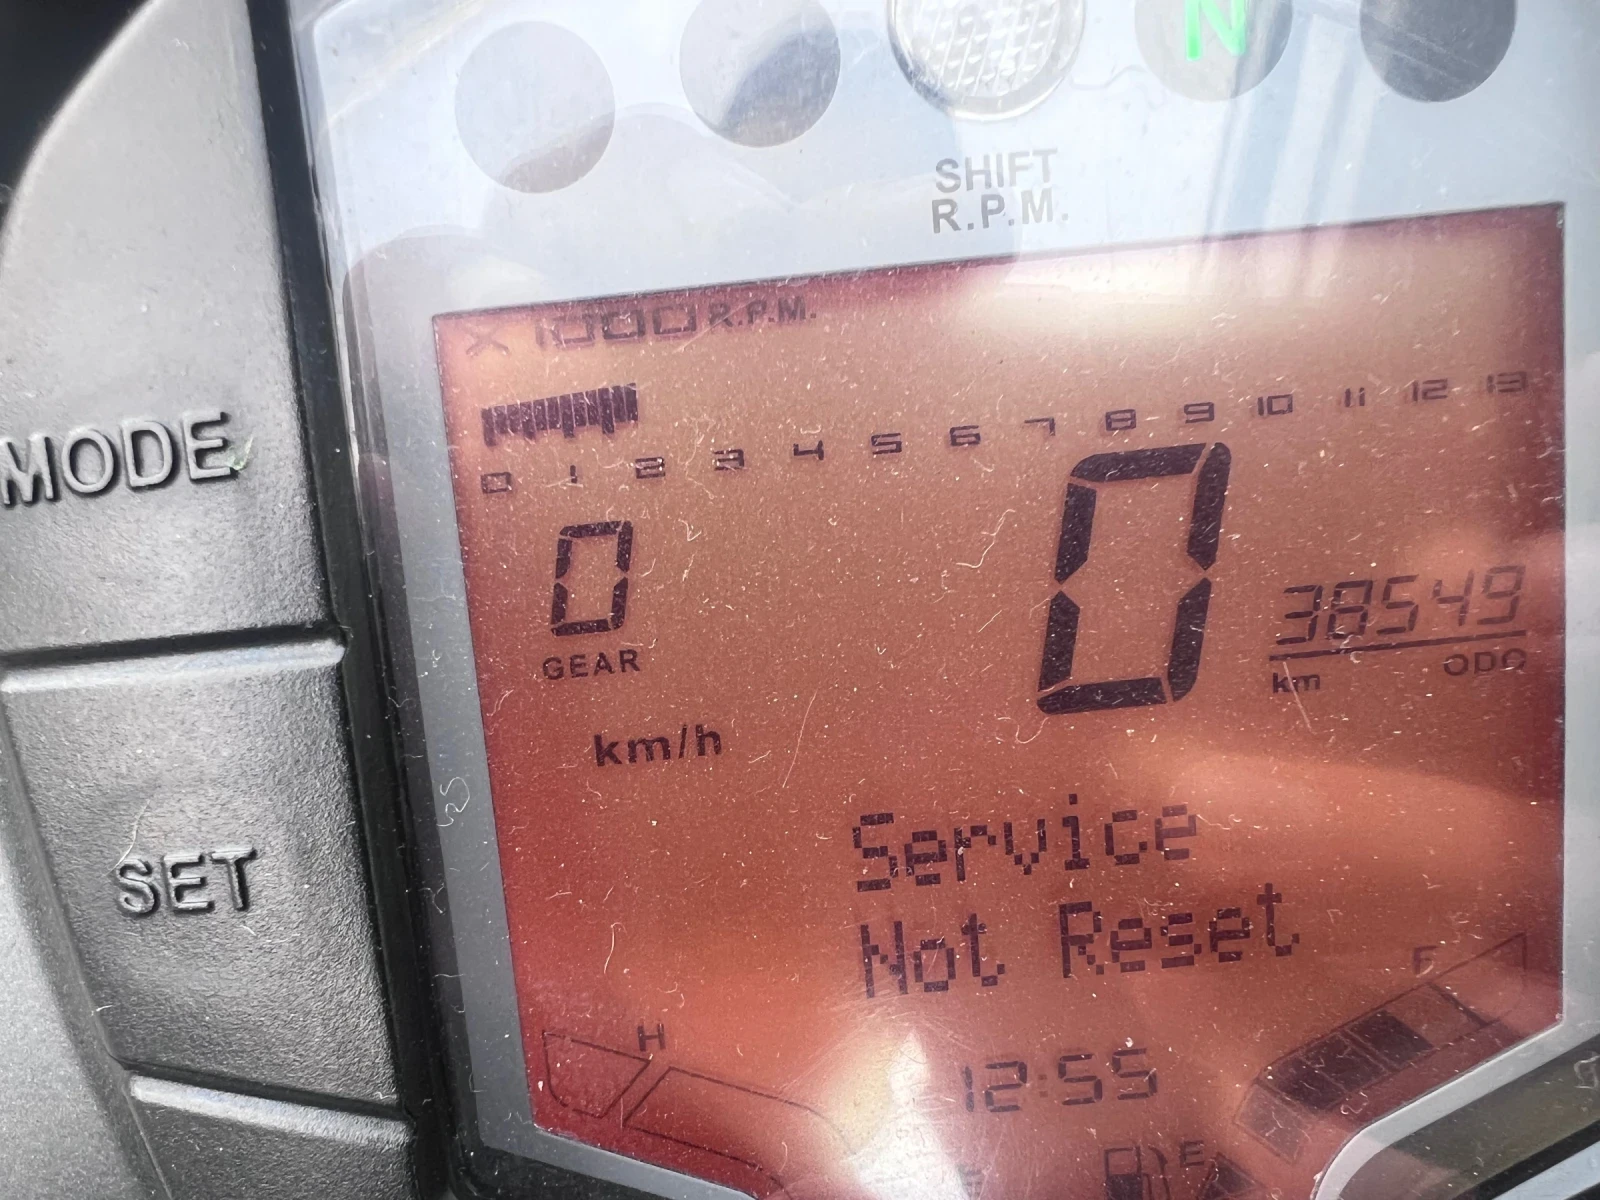 N
SHIFT
R.P.M.
X 1000 R.P.M.
0 1 2 3 4 5 6 7 8 9 10 11 12 13
MODE
0
GEAR
0
38549
km ODO
km/h
SET
Service
Not Reset
H
F
12:55
E